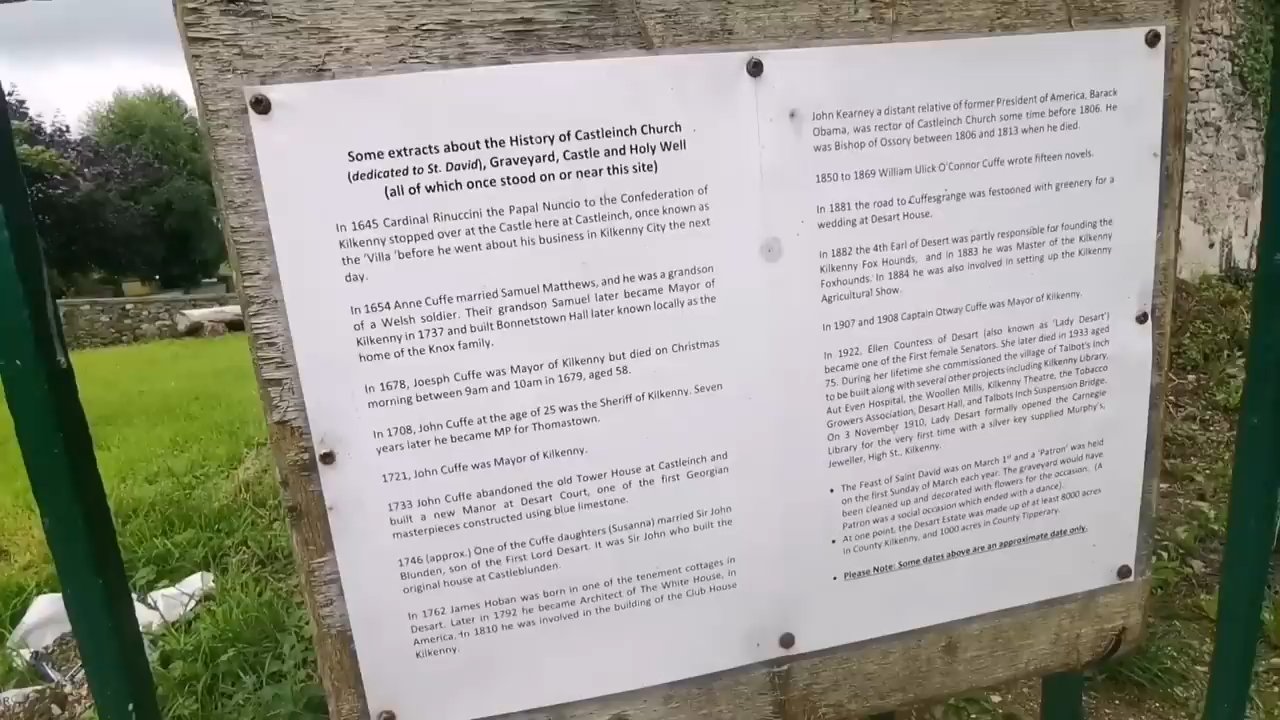 Some extracts about the History of Castleinch Church
(dedicated to St. David), Graveyard, Castle and Holy Well
(all of which once stood on or near this site)
In 1645 Cardinal Rinuccini the Papal Nuncio to the Confederation of
Kilkenny stopped over at the Castle here at Castleinch, once known as
the 'Villa 'before he went about his business in Kilkenny City the next
day.
In 1654 Anne Cuffe married Samuel Matthews, and he was a grandson
of a Welsh soldier. Their grandson Samuel later became Mayor of
Kilkenny in 1737 and built Bonnetstown Hall later known locally as the
home of the Knox family.
In 1678, Joesph Cuffe was Mayor of Kilkenny but died on Christmas
morning between 9am and 10am in 1679, aged 58.
In 1708, John Cuffe at the age of 25 was the Sheriff of Kilkenny. Seven
years later he became MP for Thomastown.
1721, John Cuffe was Mayor of Kilkenny.
1733 John Cuffe abandoned the old Tower House at Castleinch and
built a new Manor at Desart Court, one of the first Georgian
masterpieces constructed using blue limestone.
1746 (approx.) One of the Cuffe daughters (Susanna) married Sir John
Blunden, son of the First Lord Desart. It was Sir John who built the
original house at Castleblunden.
In 1762 James Hoban was born in one of the tenement cottages in
Desart. Later in 1792 he became Architect of The White House, in
America. In 1810 he was involved in the building of the Club House
Kilkenny.
John Kearney a distant relative of former President of America, Barack
Obama, was rector of Castleinch Church some time before 1806. He
was Bishop of Ossory between 1806 and 1813 when he died.
1850 to 1869 William Ulick O'Connor Cuffe wrote fifteen novels.
In 1881 the road to Cuffesgrange was festooned with greenery for a
wedding at Desart House.
In 1882 the 4th Earl of Desert was partly responsible for founding the
Kilkenny Fox Hounds, and in 1883 he was Master of the Kilkenny
Foxhounds. In 1884 he was also involved in setting up the Kilkenny
Agricultural Show.
In 1907 and 1908 Captain Otway Cuffe was Mayor of Kilkenny.
In 1922, Ellen Countess of Desart (also known as 'Lady Desart')
became one of the First female Senators. She later died in 1933 aged
75. During her lifetime she commissioned the village of Talbot's Inch
to be built along with several other projects including Kilkenny Library,
Aut Even Hospital, the Woollen Mills, Kilkenny Theatre, the Tobacco
Growers Association, Desart Hall, and Talbots Inch Suspension Bridge.
On 3 November 1910, Lady Desart formally opened the Carnegie
Library for the very first time with a silver key supplied Murphy's,
Jeweller, High St., Kilkenny.
• The Feast of Saint David was on March 1st and a 'Patron' was held
on the first Sunday of March each year. The graveyard would have
been cleaned up and decorated with flowers for the occasion. (A
Patron was a social occasion which ended with a dance).
• At one point, the Desart Estate was made up of at least 8000 acres
in County Kilkenny, and 1000 acres in County Tipperary.
• Please Note: Some dates above are an approximate date only.